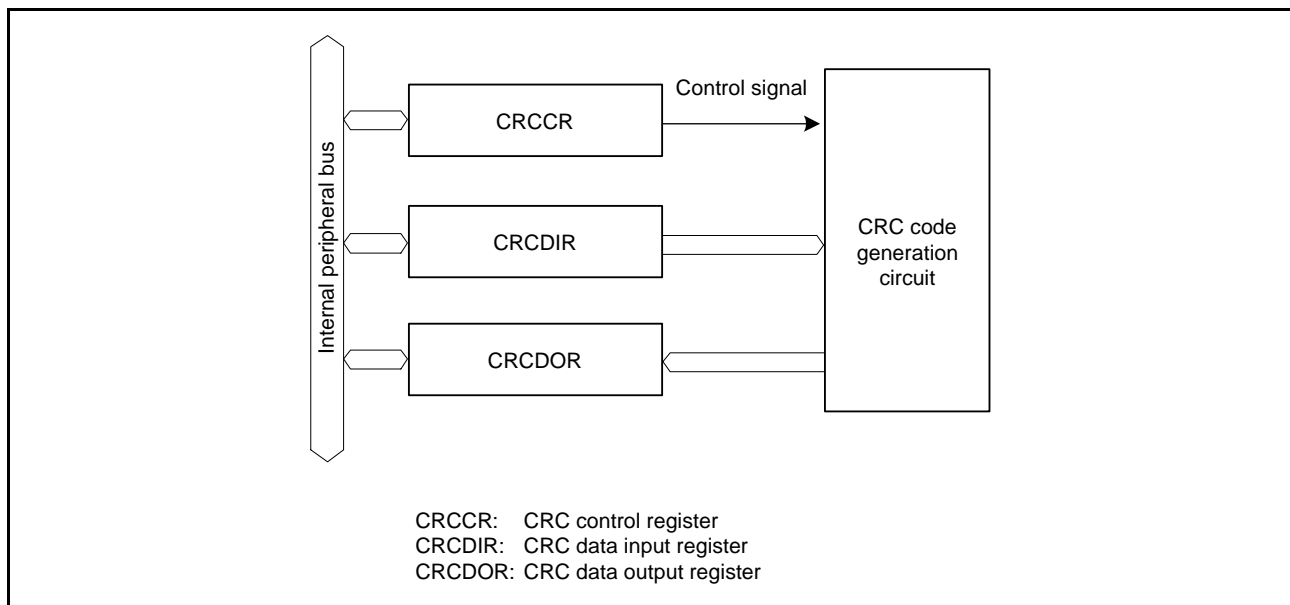 Internal peripheral bus
CRCCR
Control signal
CRCDIR
CRCDOR
CRC code
generation
circuit
CRCCR: CRC control register
CRCDIR: CRC data input register
CRCDOR: CRC data output register